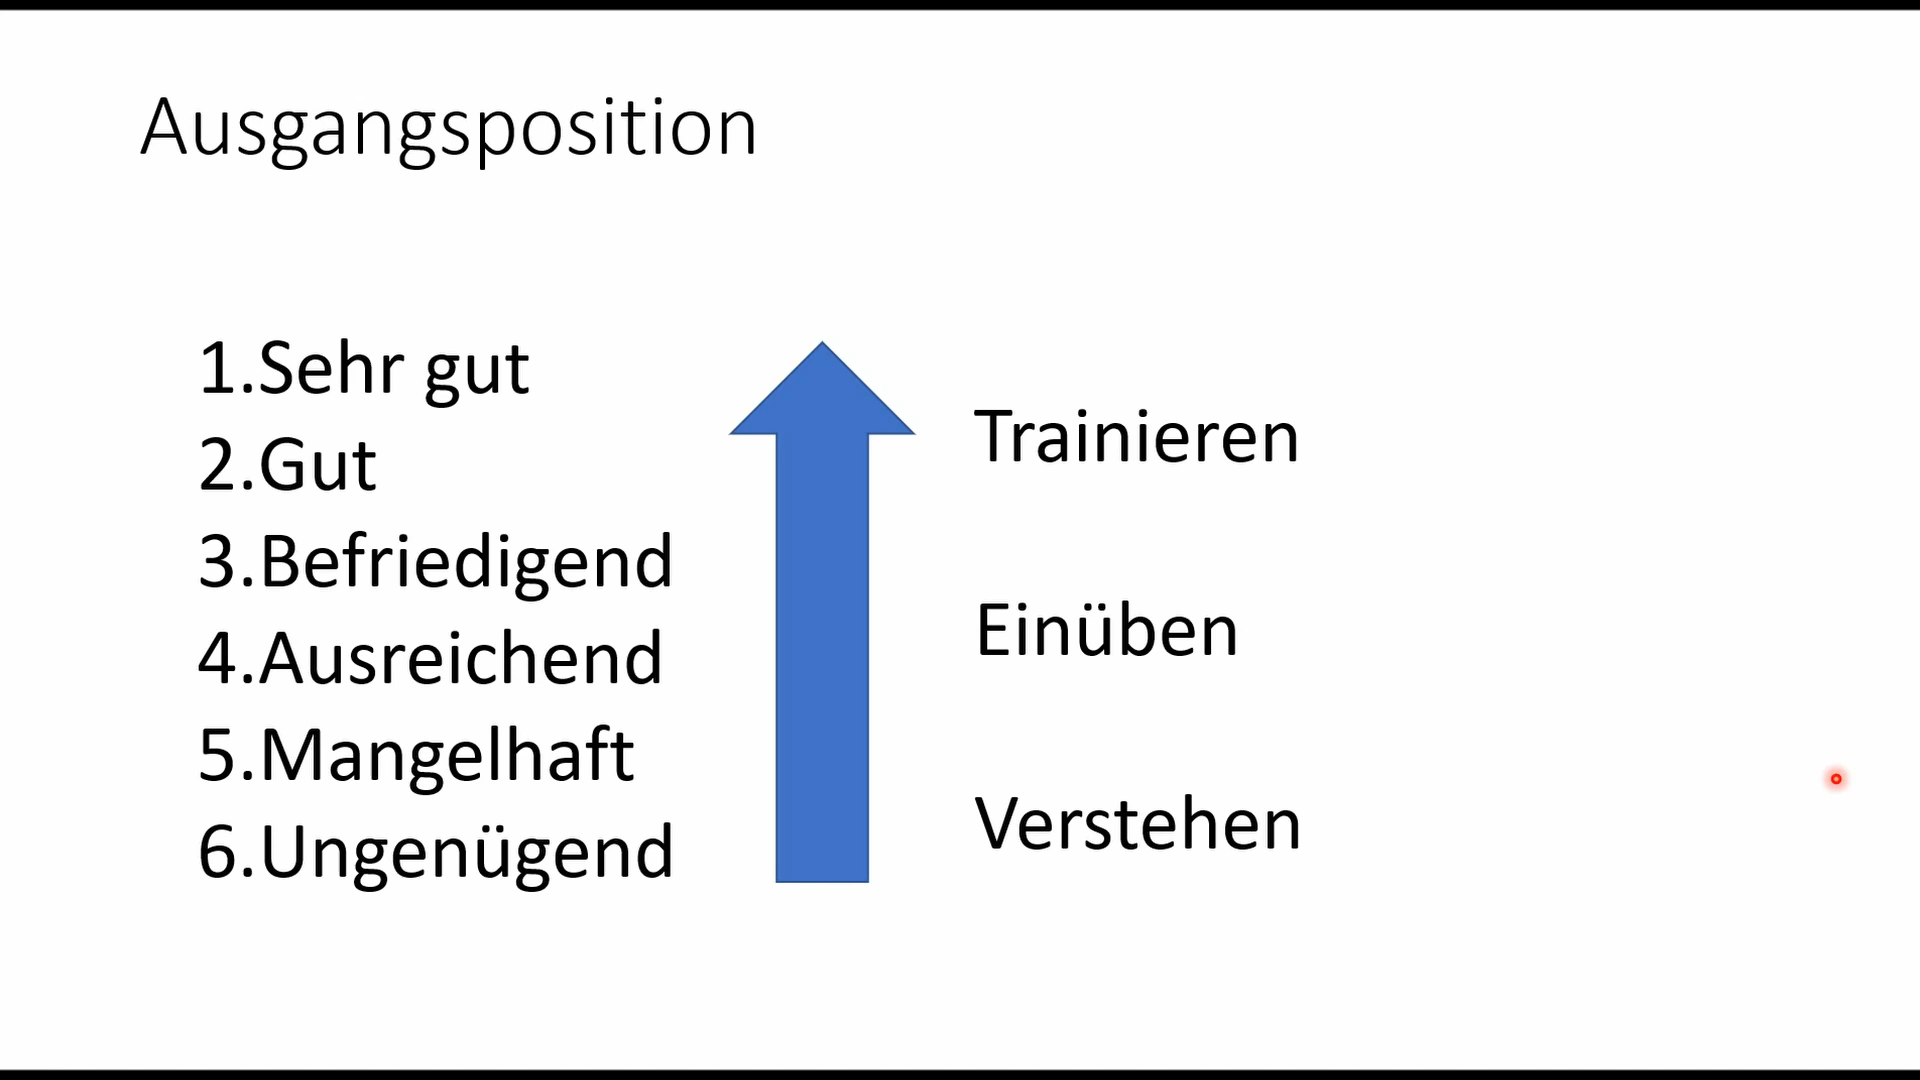 Ausgangsposition
1.Sehr gut
2.Gut
3.Befriedigend
4.Ausreichend
5.Mangelhaft
6.Ungenügend
Trainieren
Einüben
Verstehen